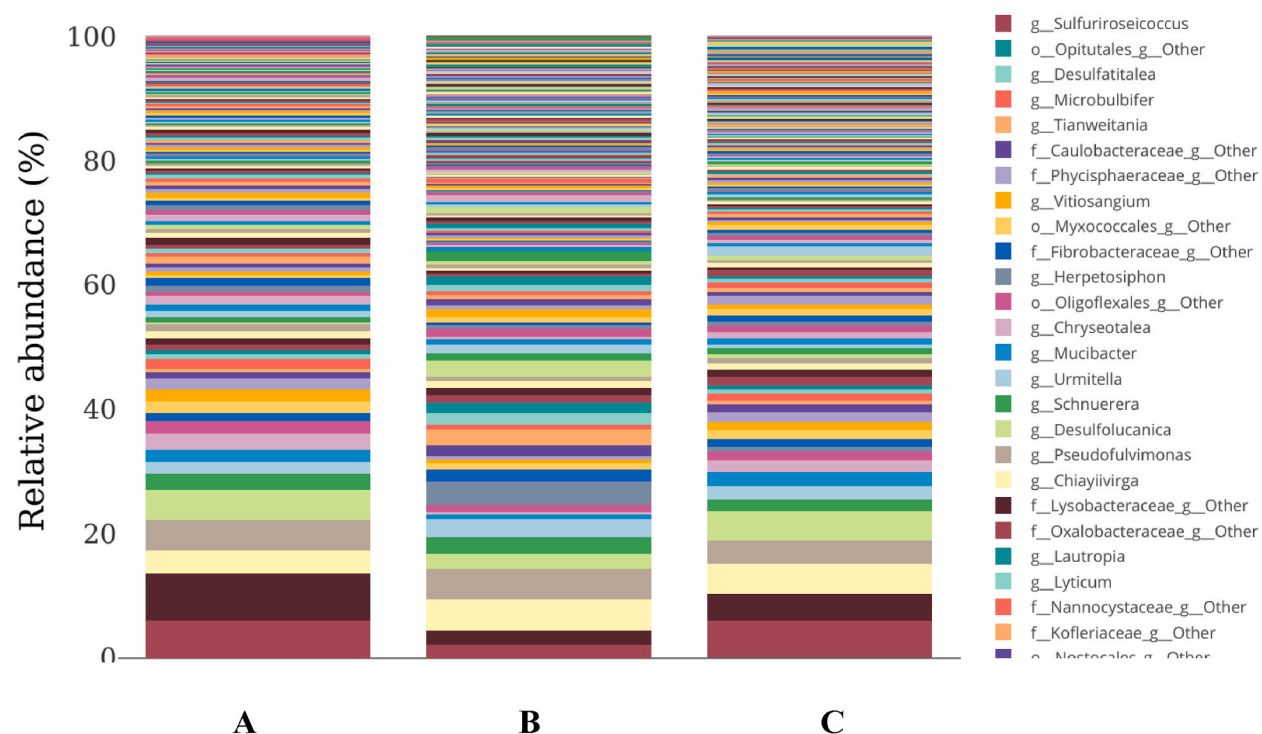 Relative abundance (%)
100
80
60
40
20
0
A
B
C
g__Sulfuriroseicoccus
o__Opitutales_g__Other
g__Desulfatitalea
g__Microbulbifer
g__Tianweitania
f__Caulobacteraceae_g__Other
f__Phycisphaeraceae_g__Other
g__Vitiosangium
o__Myxococcales_g__Other
f__Fibrobacteraceae_g__Other
g__Herpetosiphon
o__Oligoflexales_g__Other
g__Chryseotalea
g__Mucibacter
g__Urmitella
g__Schnuerera
g__Desulfolucanica
g__Pseudofulvimonas
g__Chiayiivirga
f__Lysobacteraceae_g__Other
f__Oxalobacteraceae_g__Other
g__Lautropia
g__Lyticum
f__Nannocystaceae_g__Other
f__Kofleriaceae_g__Other
o__Nostocales_g__Other